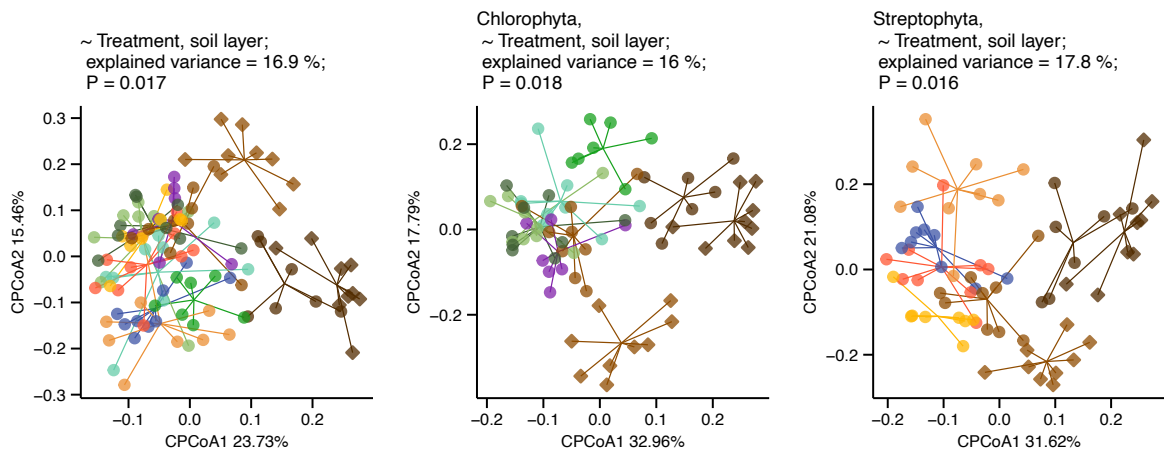 ~ Treatment, soil layer;
explained variance = 16.9 %;
P = 0.017
CPCoA2 15.46%
0.3
0.2
0.1
0.0
−0.1
−0.2
−0.3
−0.1 0.0 0.1 0.2
CPCoA1 23.73%
Chlorophyta,
~ Treatment, soil layer;
explained variance = 16 %;
P = 0.018
CPCoA2 17.79%
0.2
0.0
−0.2
−0.2 −0.1 0.0 0.1 0.2
CPCoA1 32.96%
Streptophyta,
~ Treatment, soil layer;
explained variance = 17.8 %;
P = 0.016
CPCoA2 21.08%
0.2
0.0
−0.2
−0.2 −0.1 0.0 0.1 0.2
CPCoA1 31.62%